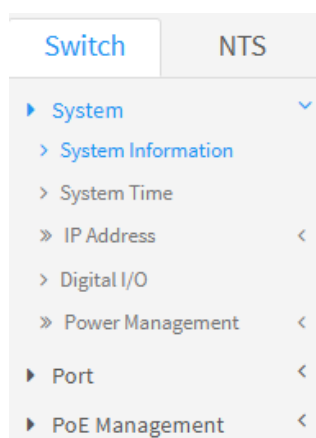 Switch NTS
System
System Information
System Time
IP Address
Digital I/O
Power Management
Port
PoE Management